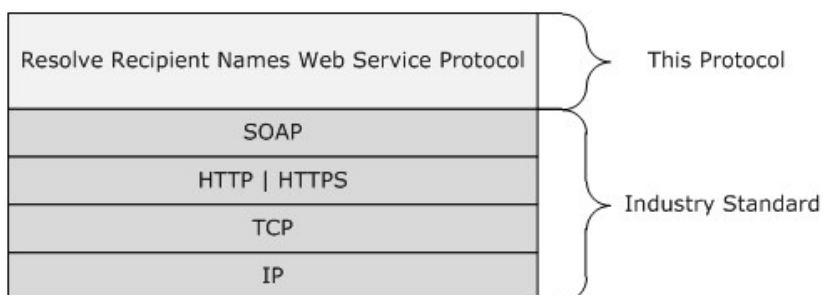 Resolve Recipient Names Web Service Protocol
This Protocol
SOAP
HTTP | HTTPS
TCP
Industry Standard
IP